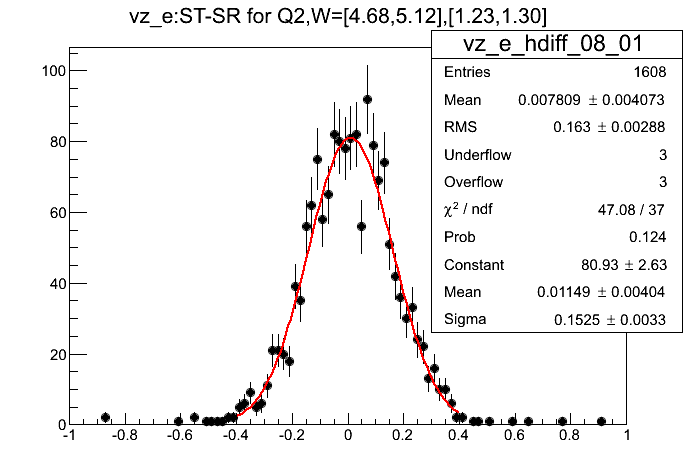 vz_e:ST-SR for Q2,W=[4.68,5.12],[1.23,1.30]
vz_e_hdiff_08_01
Entries 1608
Mean 0.007809 ± 0.004073
RMS 0.163 ± 0.00288
Underflow 3
Overflow 3
χ² / ndf 47.08 / 37
Prob 0.124
Constant 80.93 ± 2.63
Mean 0.01149 ± 0.00404
Sigma 0.1525 ± 0.0033
100
80
60
40
20
0
-1 -0.8 -0.6 -0.4 -0.2 0 0.2 0.4 0.6 0.8 1